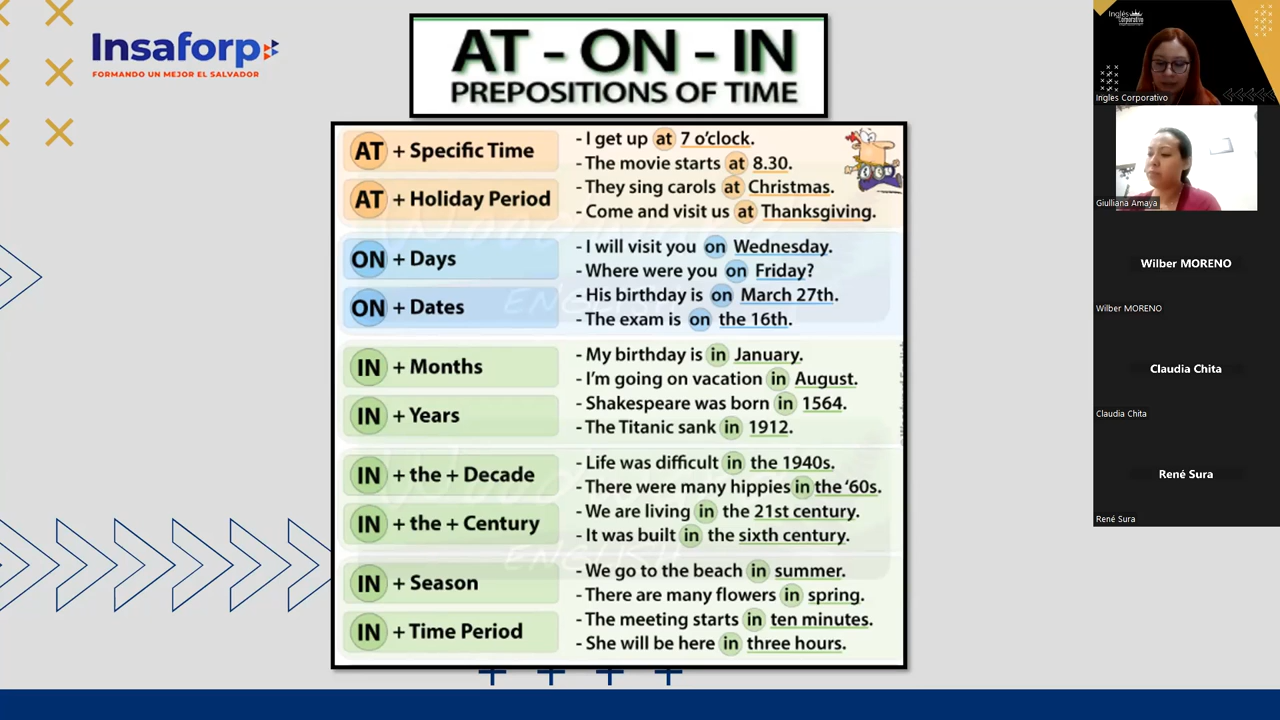 Insaforp
FORMANDO UN MEJOR EL SALVADOR
AT - ON - IN
PREPOSITIONS OF TIME
AT + Specific Time
AT + Holiday Period
- I get up at 7 o'clock.
- The movie starts at 8.30.
- They sing carols at Christmas.
- Come and visit us at Thanksgiving.
ON + Days
ON + Dates
- I will visit you on Wednesday.
- Where were you on Friday?
- His birthday is on March 27th.
- The exam is on the 16th.
IN + Months
IN + Years
- My birthday is in January.
- I'm going on vacation in August.
- Shakespeare was born in 1564.
- The Titanic sank in 1912.
IN + the + Decade
IN + the + Century
- Life was difficult in the 1940s.
- There were many hippies in the '60s.
- We are living in the 21st century.
- It was built in the sixth century.
IN + Season
IN + Time Period
- We go to the beach in summer.
- There are many flowers in spring.
- The meeting starts in ten minutes.
- She will be here in three hours.
ENGLISH
ENGLISH
Inglés
Corporativo
Ingles Corporativo
Giulliana Amaya
Wilber MORENO
Wilber MORENO
Claudia Chita
Claudia Chita
René Sura
René Sura